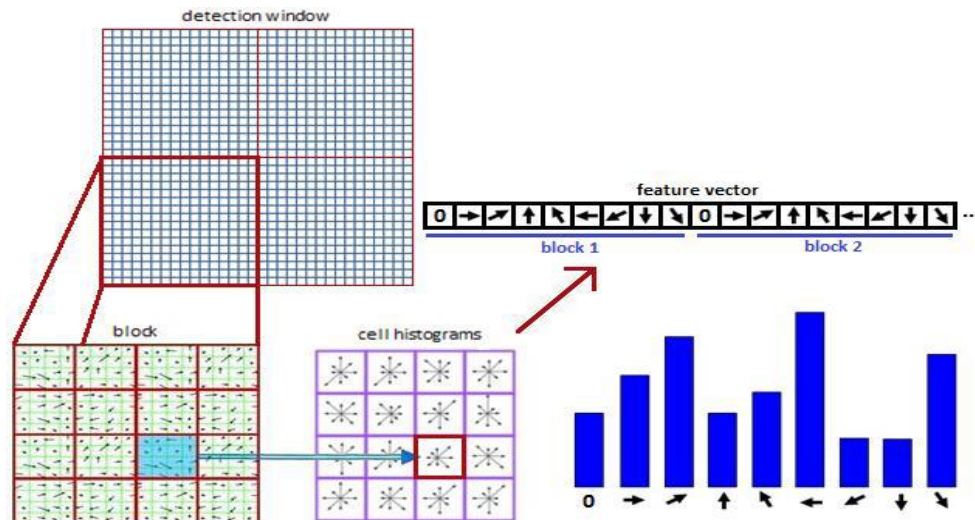 detection window
feature vector
0 → ↗ ↑ ↖ ← ↙ ↓ ↘ 0 → ↗ ↑ ↖ ← ↙ ↓ ↘ ...
block 1 block 2
block
cell histograms
0 → ↗ ↑ ↖ ← ↙ ↓ ↘